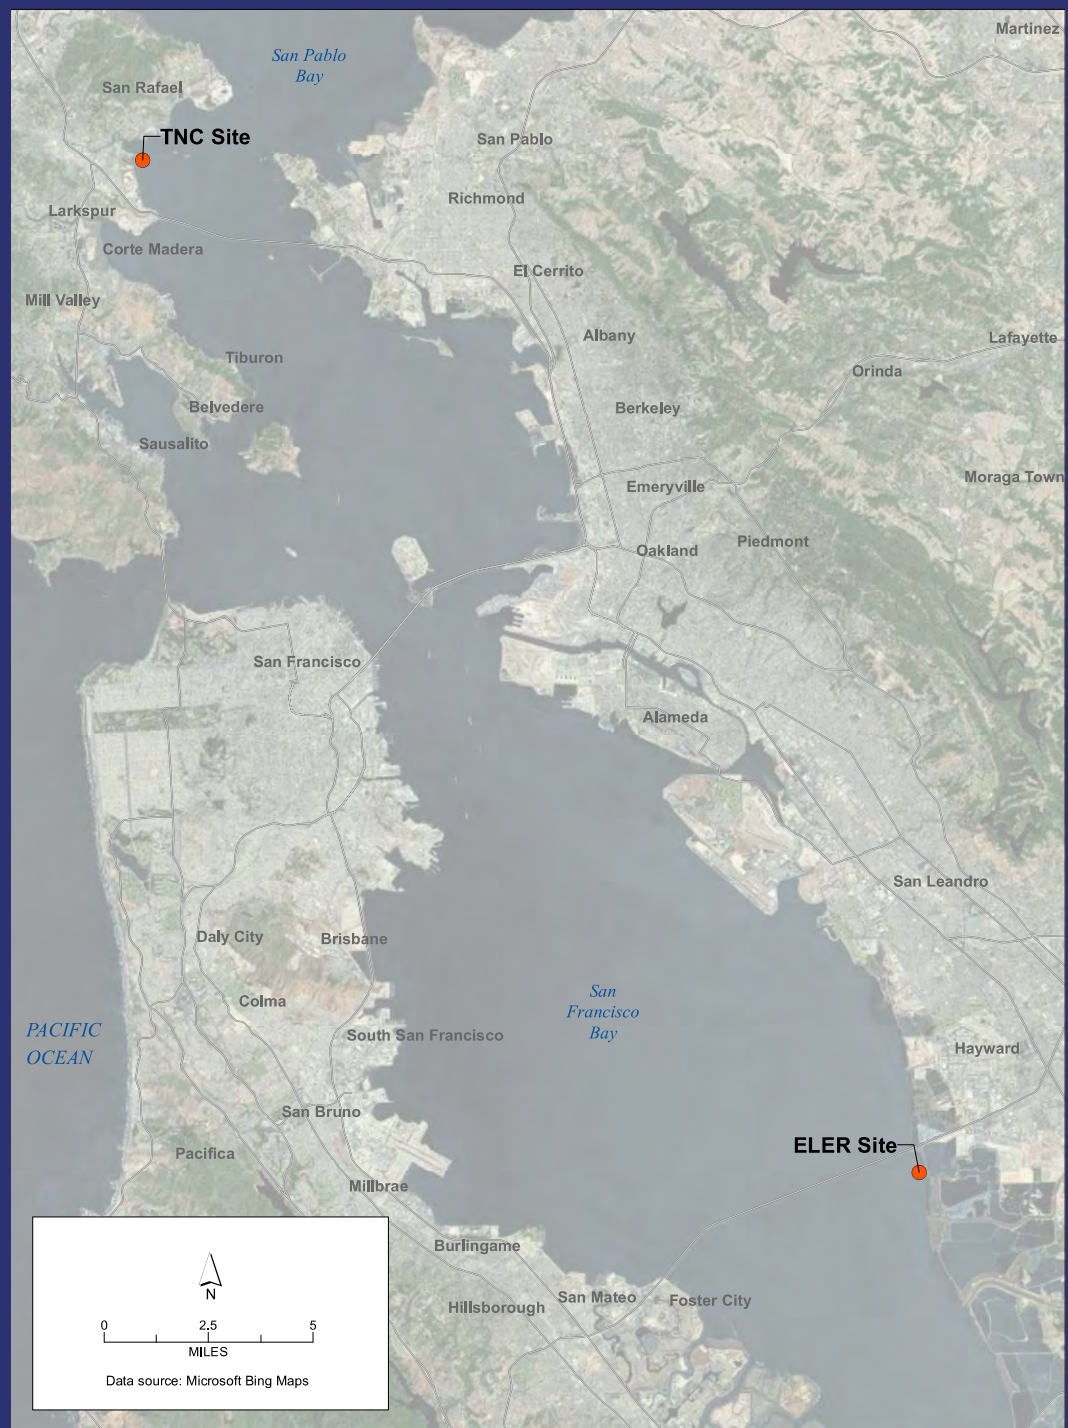 Martinez
San Pablo
Bay
San Rafael
TNC Site
San Pablo
Richmond
Larkspur
Corte Madera
El Cerrito
Mill Valley
Albany
Lafayette
Tiburon
Orinda
Belvedere
Berkeley
Sausalito
Moraga Town
Emeryville
Piedmont
Oakland
San Francisco
Alameda
San Leandro
Daly City
Brisbane
Colma
San
Francisco
Bay
PACIFIC
OCEAN
South San Francisco
Hayward
San Bruno
Pacifica
ELER Site
Millbrae
Burlingame
San Mateo
Foster City
Hillsborough
N
0 2.5 5
MILES
Data source: Microsoft Bing Maps